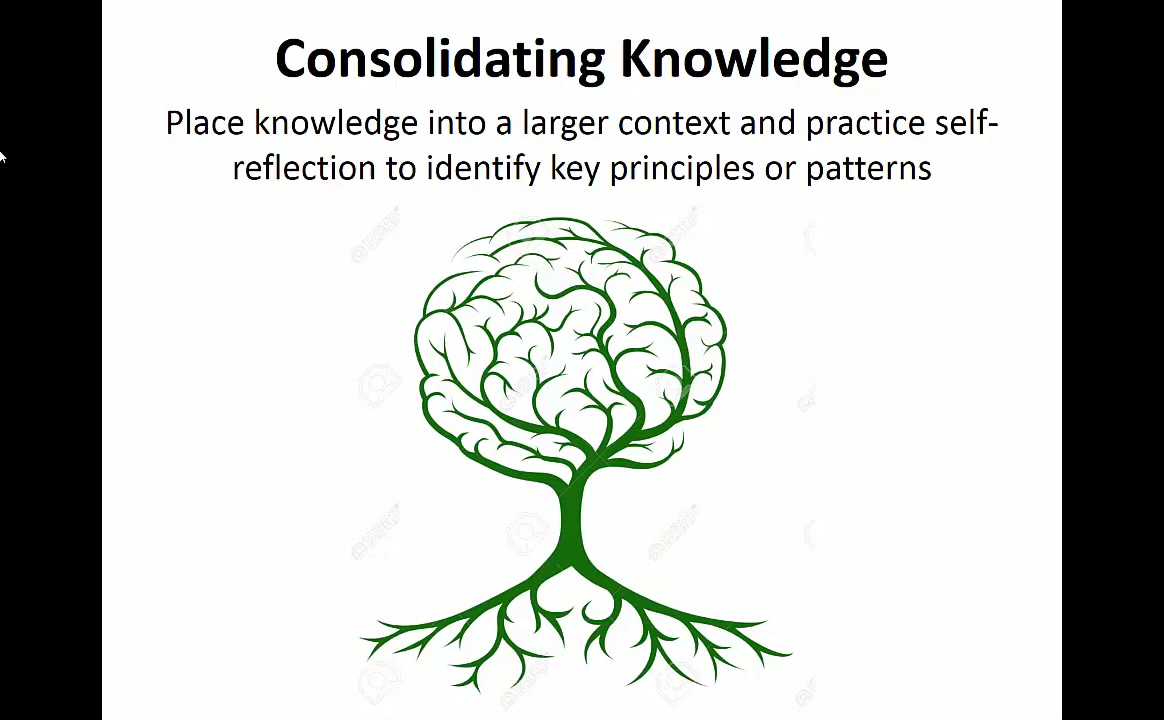 Consolidating Knowledge
Place knowledge into a larger context and practice self-
reflection to identify key principles or patterns